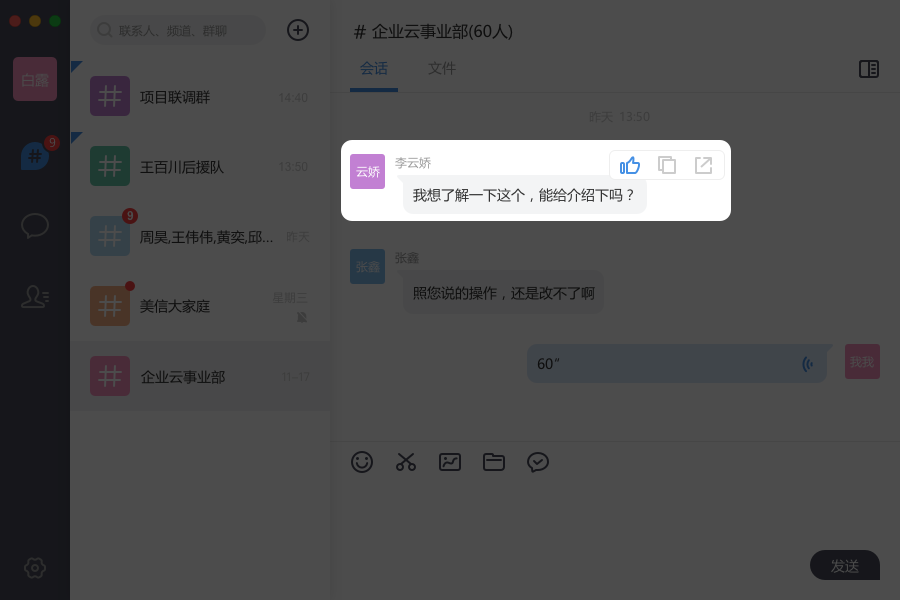 白露
9
联系人、频道、群聊
项目联调群 14:40
王百川后援队 13:50
9
周昊,王伟伟,黄奕,邱... 昨天
美信大家庭 星期三
企业云事业部 11-17
# 企业云事业部(60人)
会话 文件
昨天 13:50
云娇 李云娇
我想了解一下这个，能给介绍下吗？
张鑫 张鑫
照您说的操作，还是改不了啊
60″
我我
发送